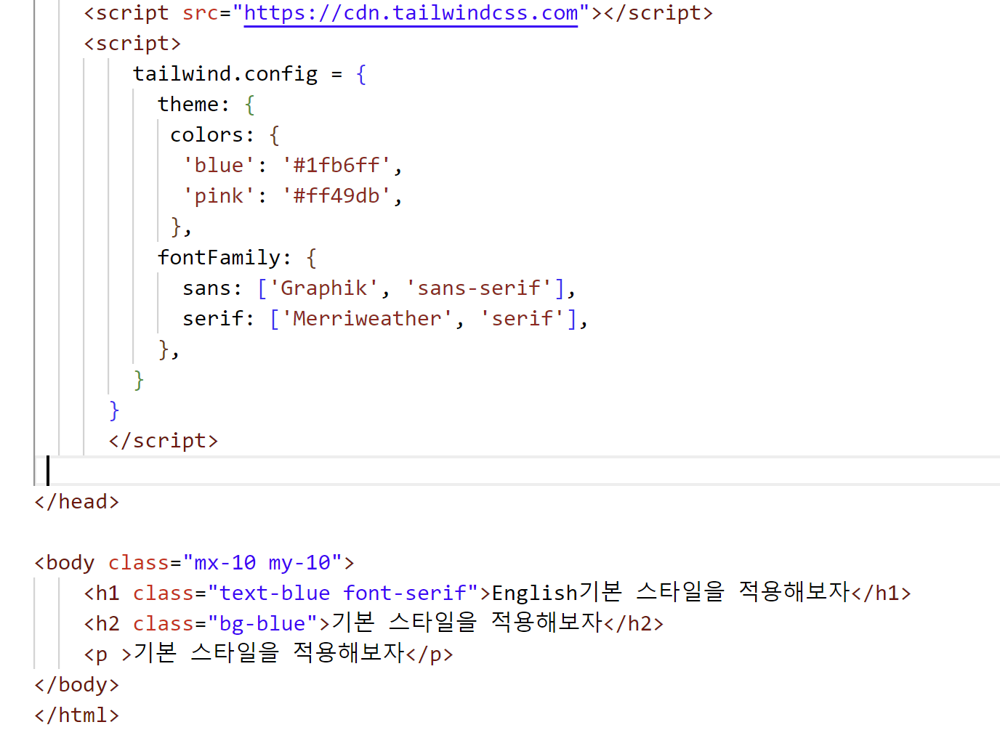 <script src="https://cdn.tailwindcss.com"></script>
<script>
tailwind.config = {
theme: {
colors: {
'blue': '#1fb6ff',
'pink': '#ff49db',
},
fontFamily: {
sans: ['Graphik', 'sans-serif'],
serif: ['Merriweather', 'serif'],
},
}
}
</script>
</head>
<body class="mx-10 my-10">
<h1 class="text-blue font-serif">English기본 스타일을 적용해보자</h1>
<h2 class="bg-blue">기본 스타일을 적용해보자</h2>
<p >기본 스타일을 적용해보자</p>
</body>
</html>